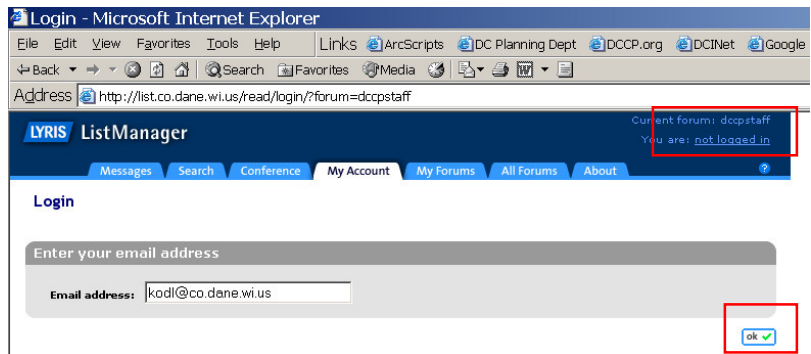 Login - Microsoft Internet Explorer
File Edit View Favorites Tools Help Links ArcScripts DC Planning Dept DCCP.org DCINet Google
Back Search Favorites Media
Address http://list.co.dane.wi.us/read/login/?forum=dccpstaff
LYRIS ListManager
Current forum: dccpstaff
You are: not logged in
Messages Search Conference My Account My Forums All Forums About ?
Login
Enter your email address
Email address: kodl@co.dane.wi.us
ok